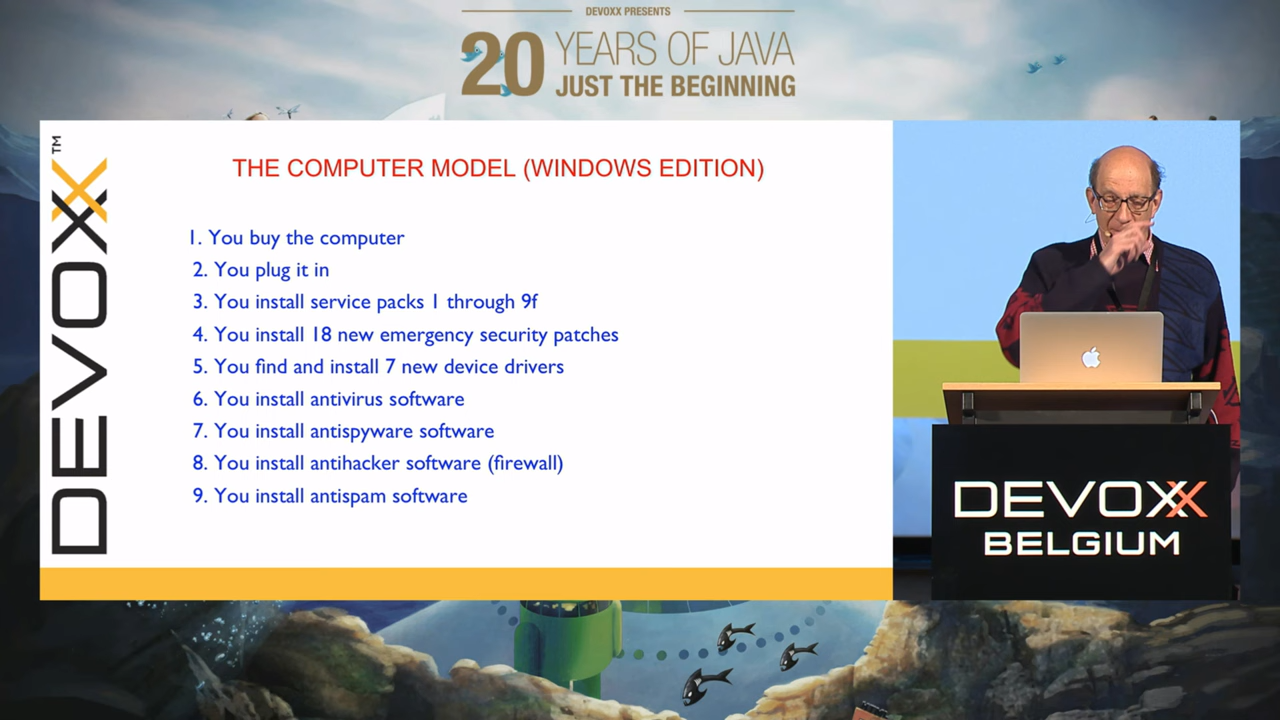 DEVOXX PRESENTS
20 YEARS OF JAVA
JUST THE BEGINNING
DEVOXX™
THE COMPUTER MODEL (WINDOWS EDITION)
1. You buy the computer
2. You plug it in
3. You install service packs 1 through 9f
4. You install 18 new emergency security patches
5. You find and install 7 new device drivers
6. You install antivirus software
7. You install antispyware software
8. You install antihacker software (firewall)
9. You install antispam software
DEVOXX
BELGIUM